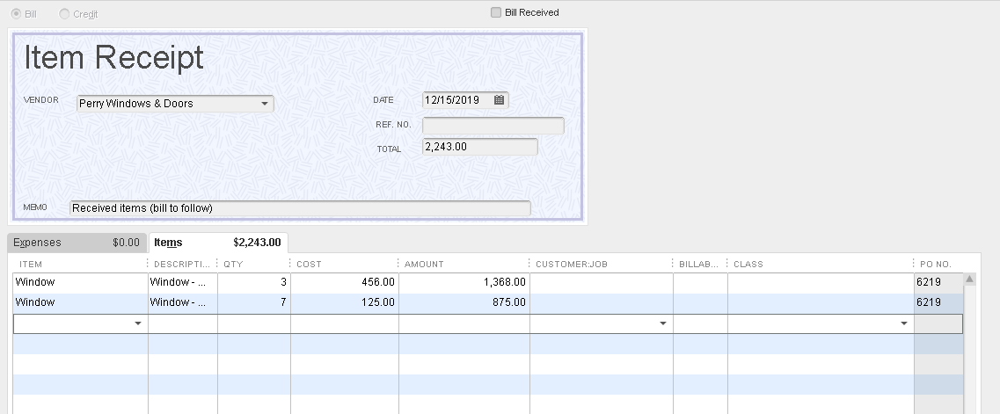 Bill Credit Bill Received
Item Receipt
VENDOR Perry Windows & Doors DATE 12/15/2019
REF. NO.
TOTAL 2,243.00
MEMO Received items (bill to follow)
Expenses $0.00 Items $2,243.00
ITEM DESCRIPTI... QTY COST AMOUNT CUSTOMER:JOB BILLAB... CLASS PO NO.
Window Window - ... 3 456.00 1,368.00 6219
Window Window - ... 7 125.00 875.00 6219